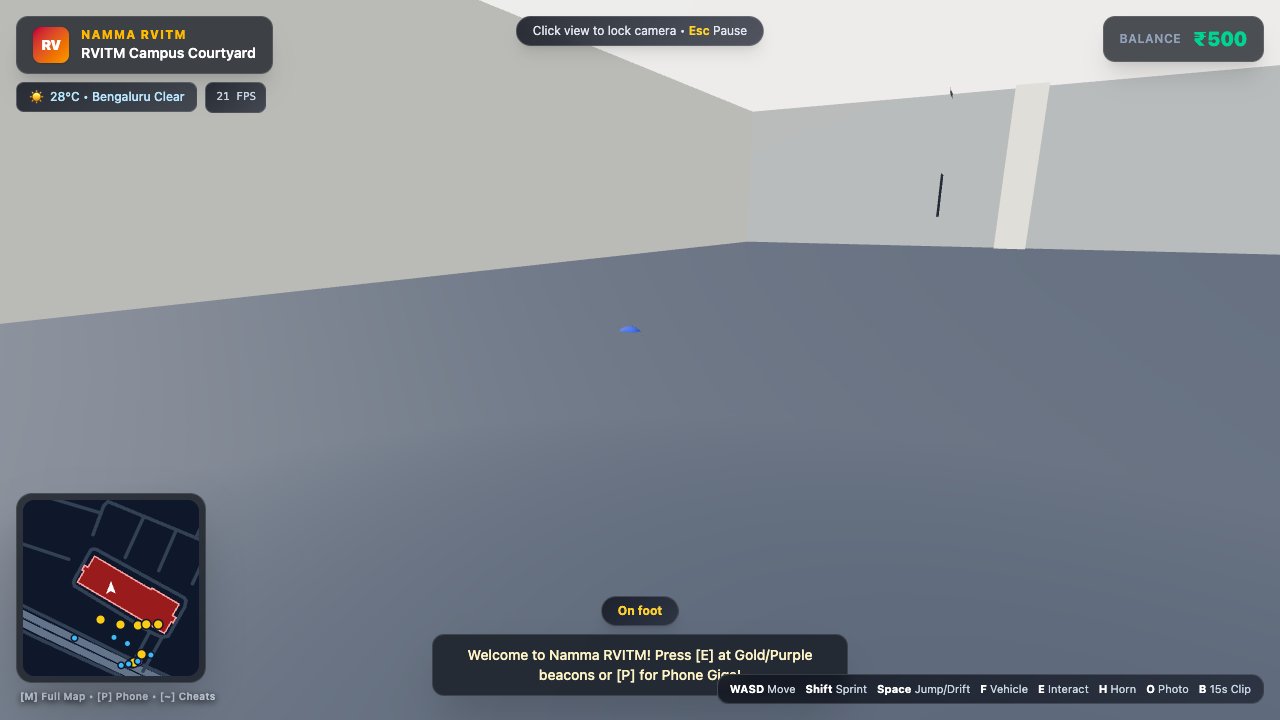 RV
NAMMA RVITM
RVITM Campus Courtyard
28°C • Bengaluru Clear
21 FPS
Click view to lock camera • Esc Pause
BALANCE ₹500
[M] Full Map • [P] Phone • [~] Cheats
On foot
Welcome to Namma RVITM! Press [E] at Gold/Purple
beacons or [P] for Phone
WASD Move Shift Sprint Space Jump/Drift F Vehicle E Interact H Horn O Photo B 15s Clip